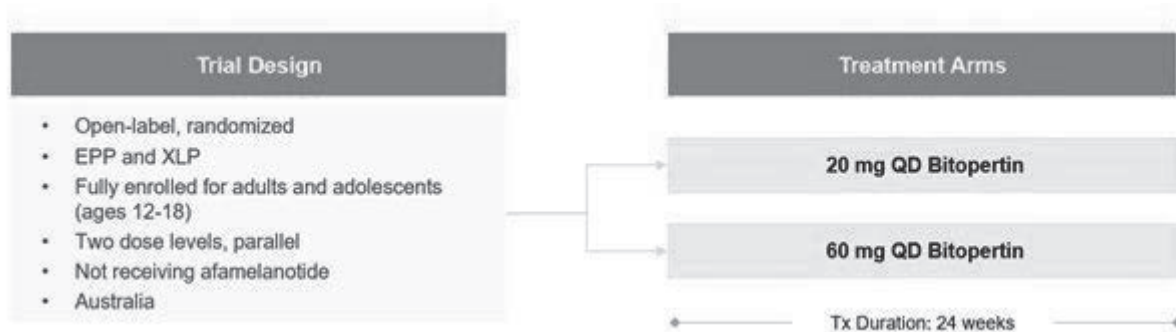 Trial Design
• Open-label, randomized
• EPP and XLP
• Fully enrolled for adults and adolescents
(ages 12-18)
• Two dose levels, parallel
• Not receiving afamelanotide
• Australia
Treatment Arms
20 mg QD Bitopertin
60 mg QD Bitopertin
Tx Duration: 24 weeks